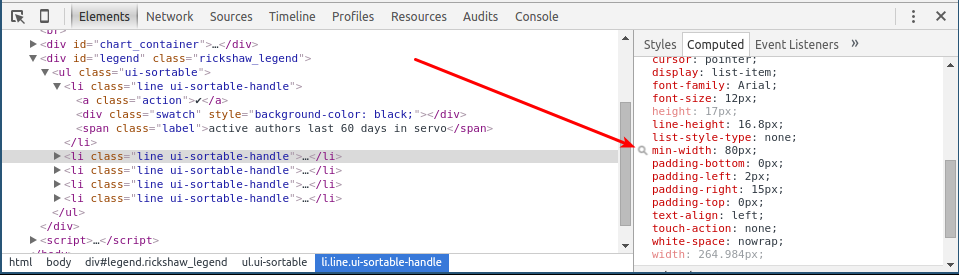 Elements Network Sources Timeline Profiles Resources Audits Console
<br>
▶<div id="chart_container">…</div>
▼<div id="legend" class="rickshaw_legend">
▼<ul class="ui-sortable">
▼<li class="line ui-sortable-handle">
<a class="action">✔</a>
<div class="swatch" style="background-color: black;"></div>
<span class="label">active authors last 60 days in servo</span>
</li>
▶<li class="line ui-sortable-handle">…</li>
▶<li class="line ui-sortable-handle">…</li>
▶<li class="line ui-sortable-handle">…</li>
▶<li class="line ui-sortable-handle">…</li>
</ul>
</div>
▶<script>…</script>
</body>
html body div#legend.rickshaw_legend ul.ui-sortable li.line.ui-sortable-handle
Styles Computed Event Listeners »
cursor: pointer;
display: list-item;
font-family: Arial;
font-size: 12px;
height: 17px;
line-height: 16.8px;
list-style-type: none;
min-width: 80px;
padding-bottom: 0px;
padding-left: 2px;
padding-right: 15px;
padding-top: 0px;
text-align: left;
touch-action: none;
white-space: nowrap;
width: 264.984px;